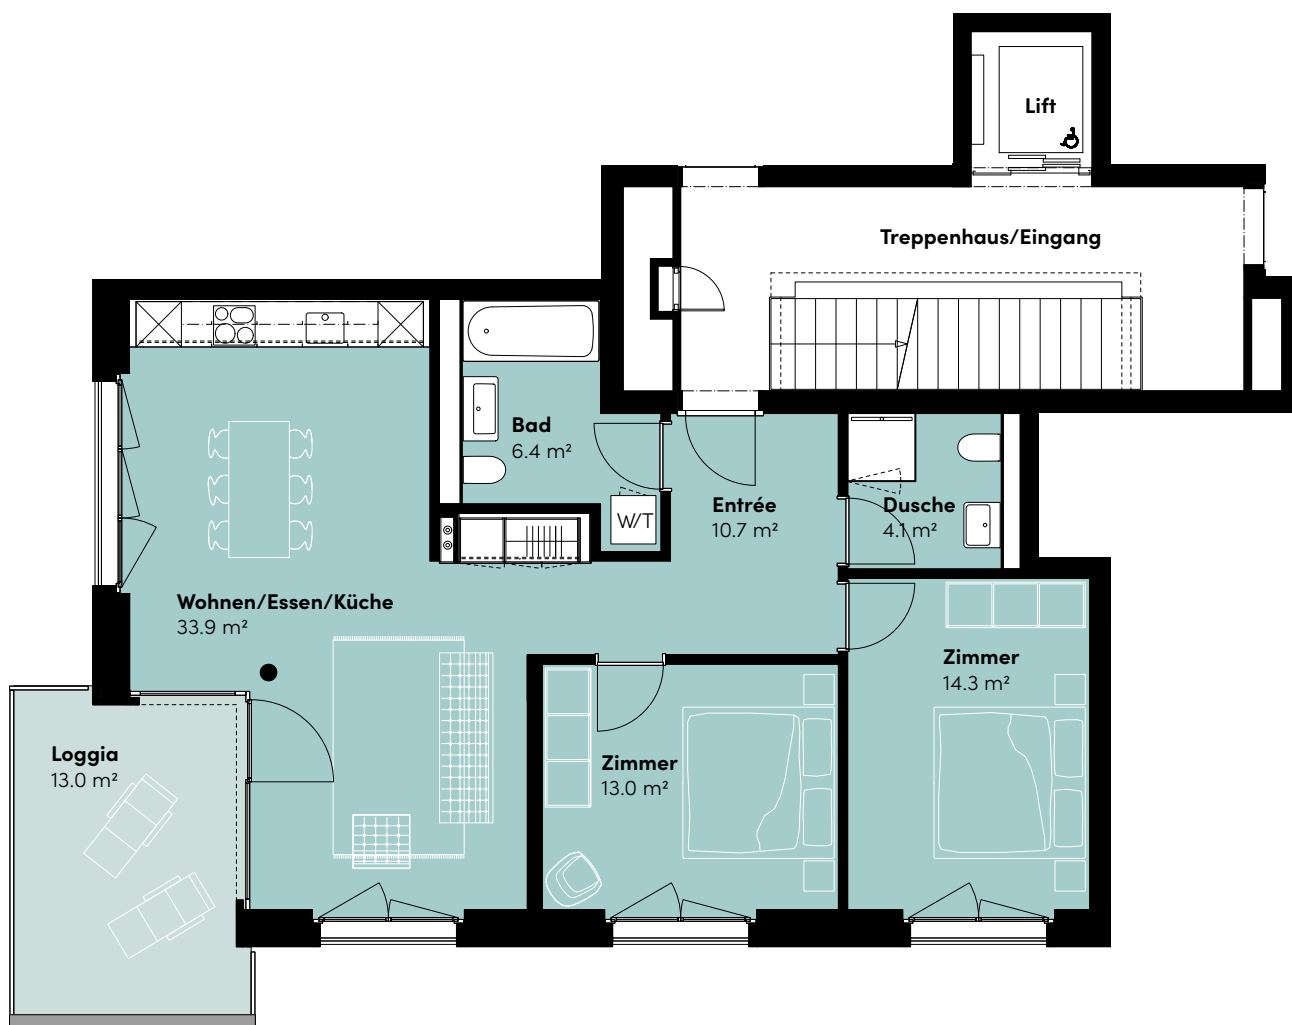 Lift
Treppenhaus/Eingang
Bad
6.4 m²
W/T
Entrée
10.7 m²
Dusche
4.1 m²
Wohnen/Essen/Küche
33.9 m²
Zimmer
14.3 m²
Loggia
13.0 m²
Zimmer
13.0 m²